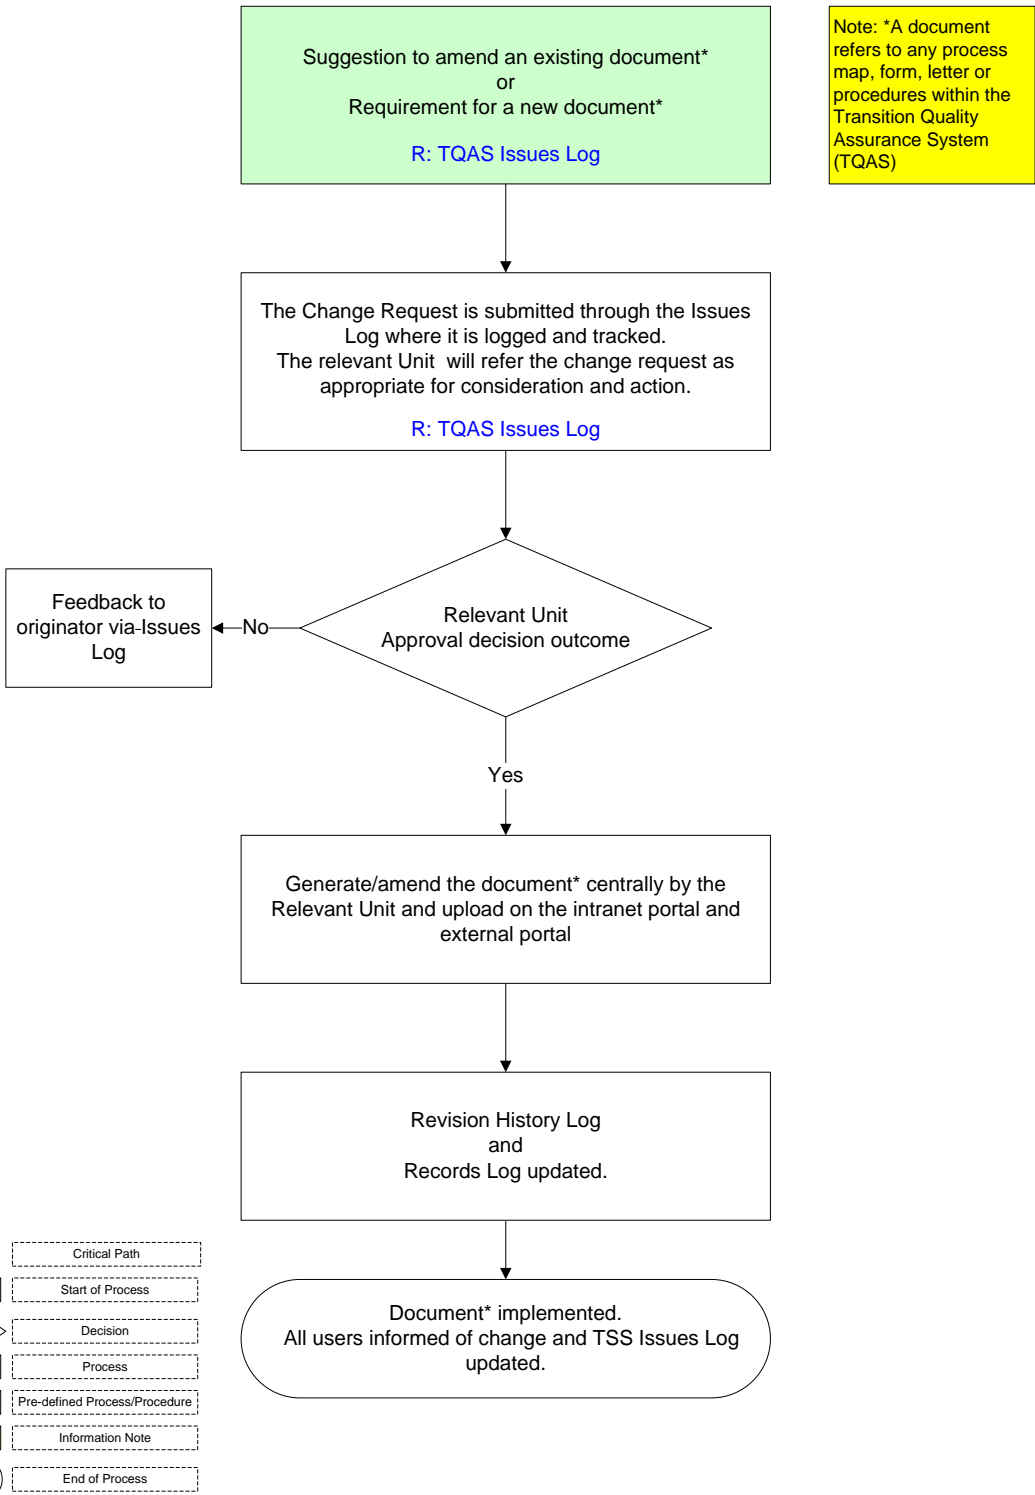 Suggestion to amend an existing document*
or
Requirement for a new document*
R: TQAS Issues Log
Note: *A document
refers to any process
map, form, letter or
procedures within the
Transition Quality
Assurance System
(TQAS)
The Change Request is submitted through the Issues
Log where it is logged and tracked.
The relevant Unit will refer the change request as
appropriate for consideration and action.
R: TQAS Issues Log
Relevant Unit
Approval decision outcome
No
Feedback to
originator via-Issues
Log
Yes
Generate/amend the document* centrally by the
Relevant Unit and upload on the intranet portal and
external portal
Revision History Log
and
Records Log updated.
Document* implemented.
All users informed of change and TSS Issues Log
updated.
Critical Path
Start of Process
Decision
Process
Pre-defined Process/Procedure
Information Note
End of Process